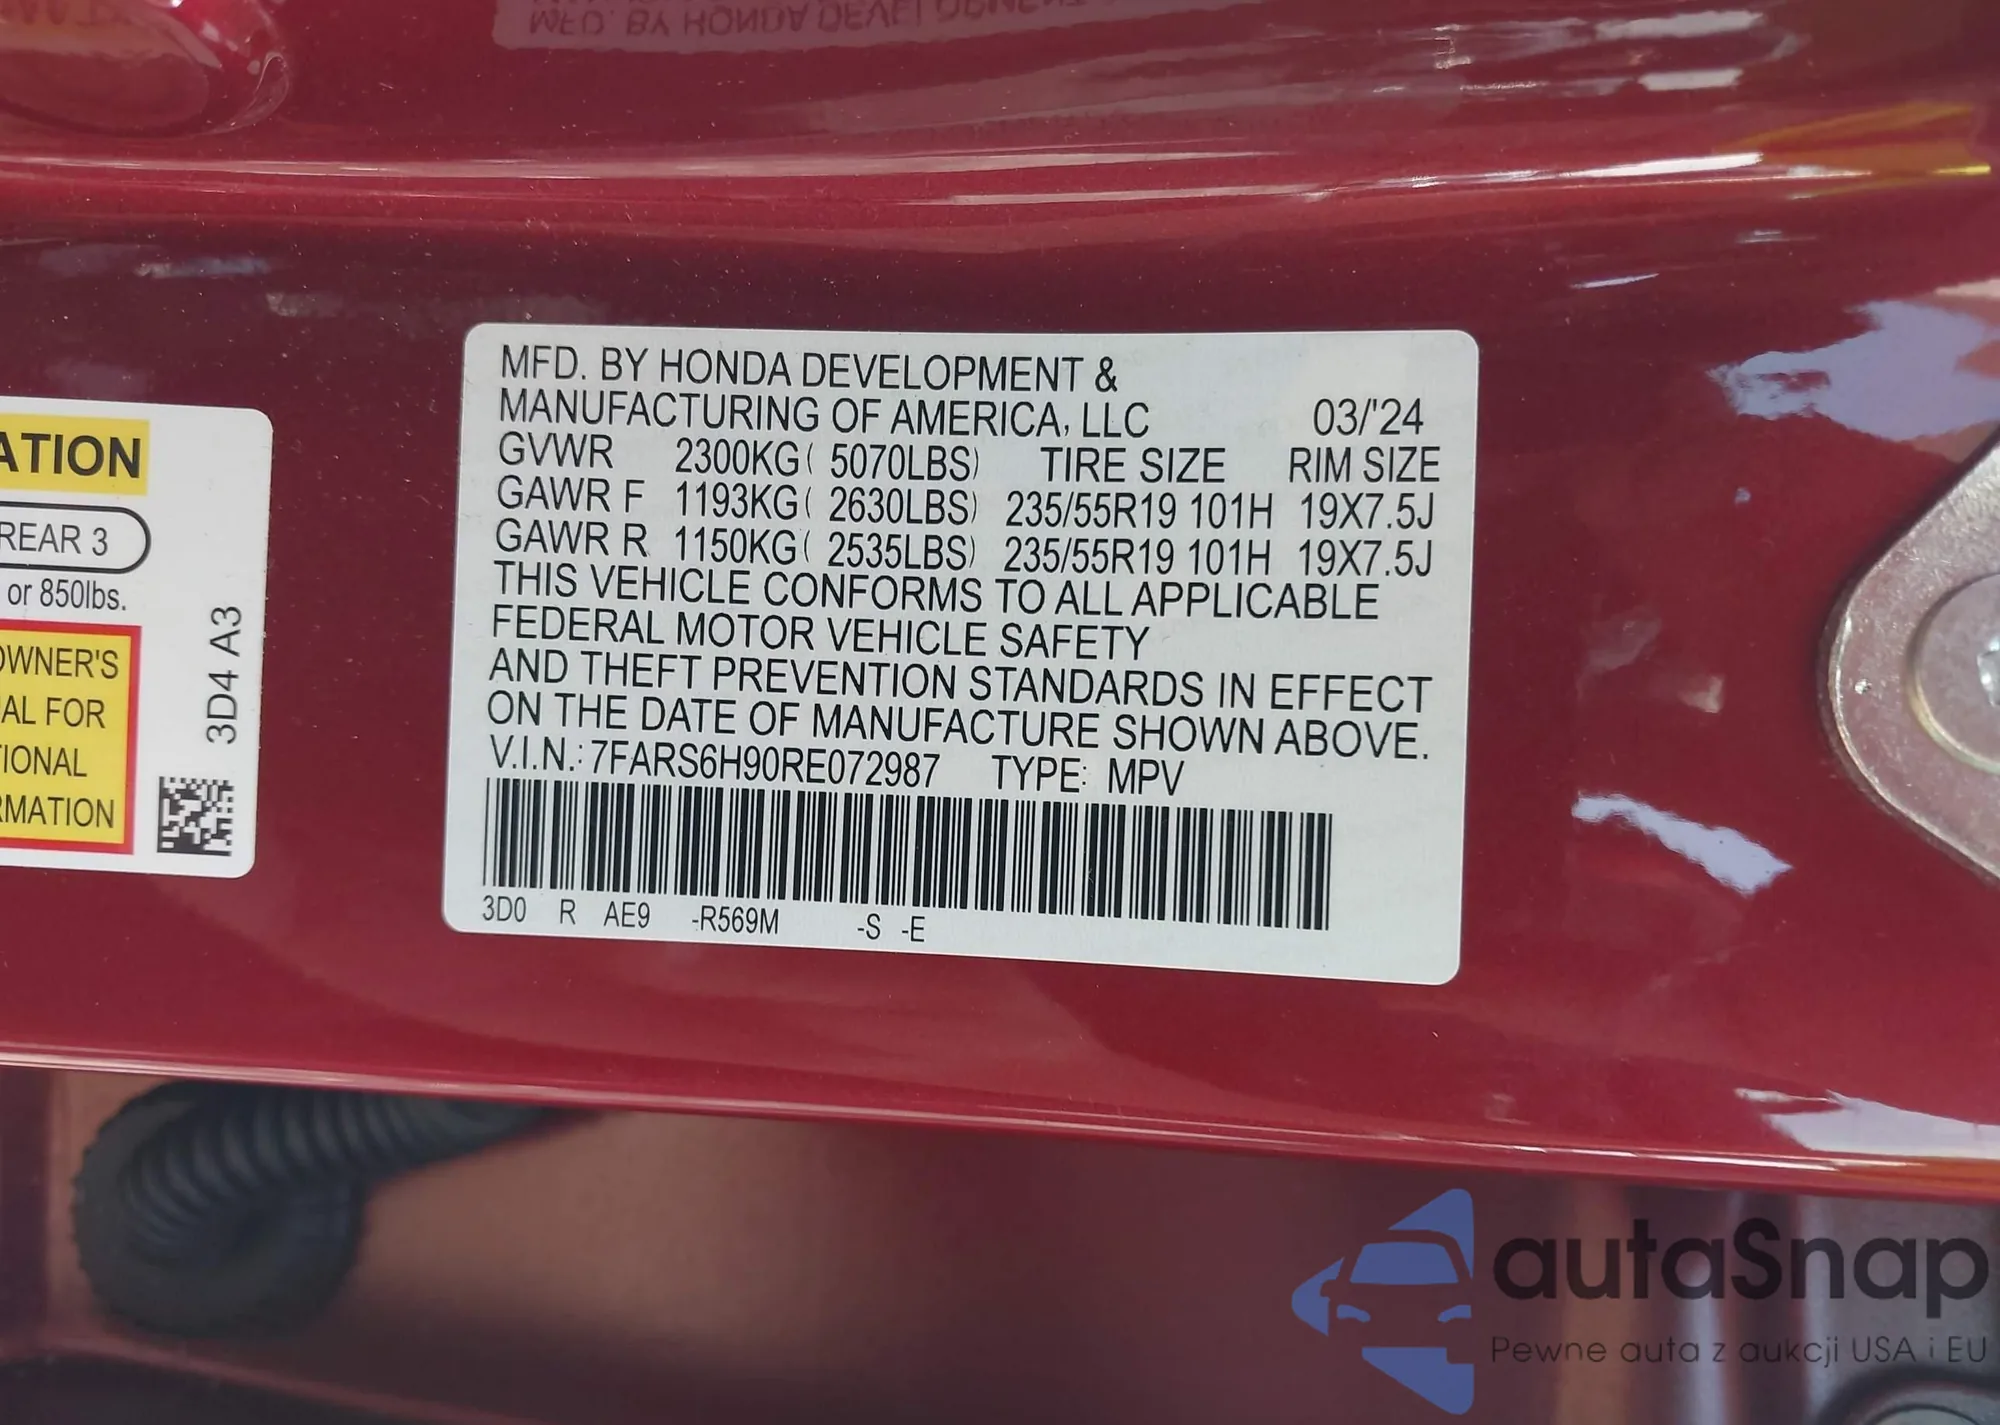 MFD. BY HONDA DEVELOPMENT &
MANUFACTURING OF AMERICA, LLC 03/'24
GVWR 2300KG( 5070LBS) TIRE SIZE RIM SIZE
GAWR F 1193KG( 2630LBS) 235/55R19 101H 19X7.5J
GAWR R 1150KG( 2535LBS) 235/55R19 101H 19X7.5J
THIS VEHICLE CONFORMS TO ALL APPLICABLE
FEDERAL MOTOR VEHICLE SAFETY
AND THEFT PREVENTION STANDARDS IN EFFECT
ON THE DATE OF MANUFACTURE SHOWN ABOVE.
V.I.N.: 7FARS6H90RE072987 TYPE: MPV
3D0 R AE9 -R569M -S -E
ATION
REAR 3
or 850lbs.
OWNER'S
AL FOR
IONAL
RMATION
3D4 A3
autaSnap
Pewne auta z aukcji USA i EU